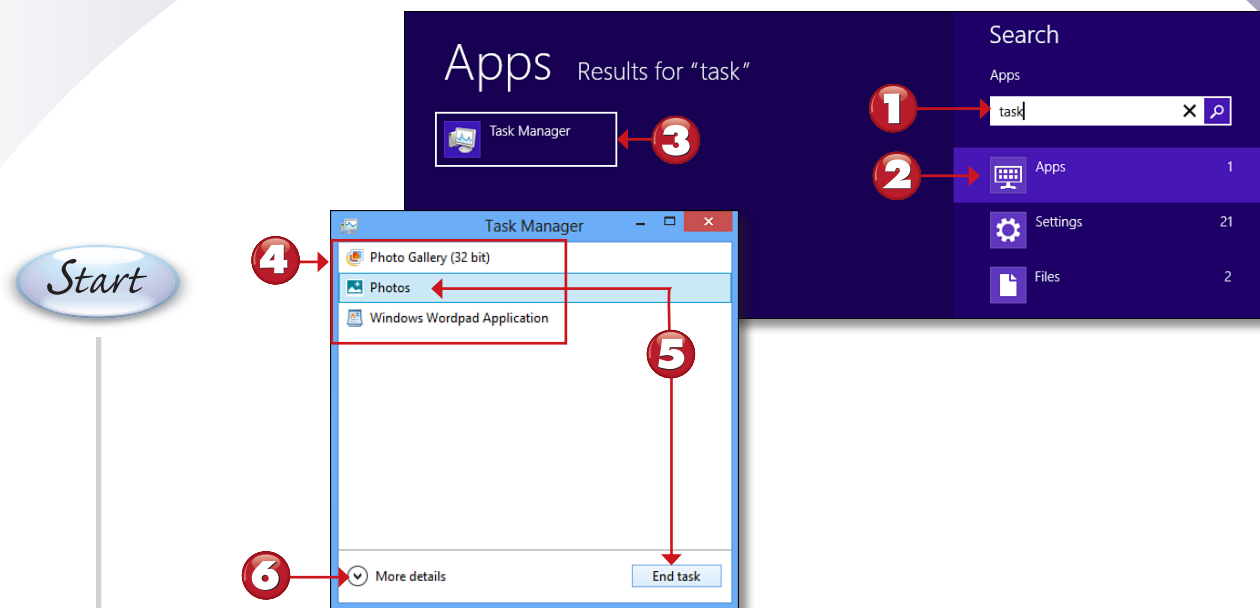 Search
Apps Results for "task"
Apps
1
task
Task Manager
3
2
Apps 1
Settings 21
Files 2
Task Manager
4
Photo Gallery (32 bit)
Photos
Windows Wordpad Application
5
Start
6
More details
End task